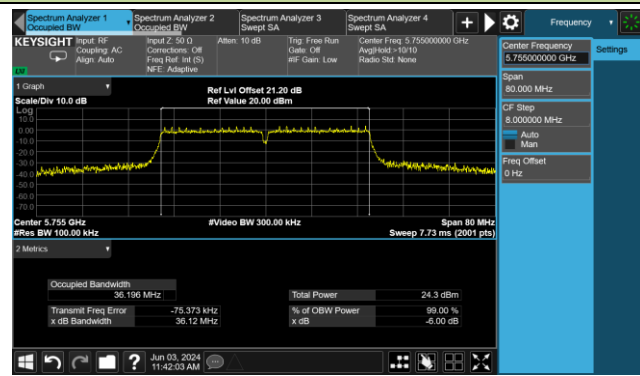 Spectrum Analyzer 1
Occupied BW
Spectrum Analyzer 2
Occupied BW
Spectrum Analyzer 3
Swept SA
Spectrum Analyzer 4
Swept SA
+
Frequency
KEYSIGHT
Input: RF
Coupling: AC
Align: Auto
Input Z: 50 Ω
Corrections: Off
Freq Ref: Int (S)
NFE: Adaptive
Atten: 10 dB
Trig: Free Run
Gate: Off
#IF Gain: Low
Center Freq: 5.755000000 GHz
Avg|Hold:>10/10
Radio Std: None
Center Frequency
5.755000000 GHz
Settings
Span
80.000 MHz
CF Step
8.000000 MHz
Auto
Man
Freq Offset
0 Hz
1 Graph
Scale/Div 10.0 dB
Ref Lvl Offset 21.20 dB
Ref Value 20.00 dBm
Log
10.0
0.00
-10.0
-20.0
-30.0
-40.0
-50.0
-60.0
-70.0
Center 5.755 GHz
#Video BW 300.00 kHz
Span 80 MHz
#Res BW 100.00 kHz
Sweep 7.73 ms (2001 pts)
2 Metrics
Occupied Bandwidth
36.196 MHz
Total Power 24.3 dBm
Transmit Freq Error -75.373 kHz
% of OBW Power 99.00 %
x dB Bandwidth 36.12 MHz
x dB -6.00 dB
?
Jun 03, 2024
11:42:03 AM